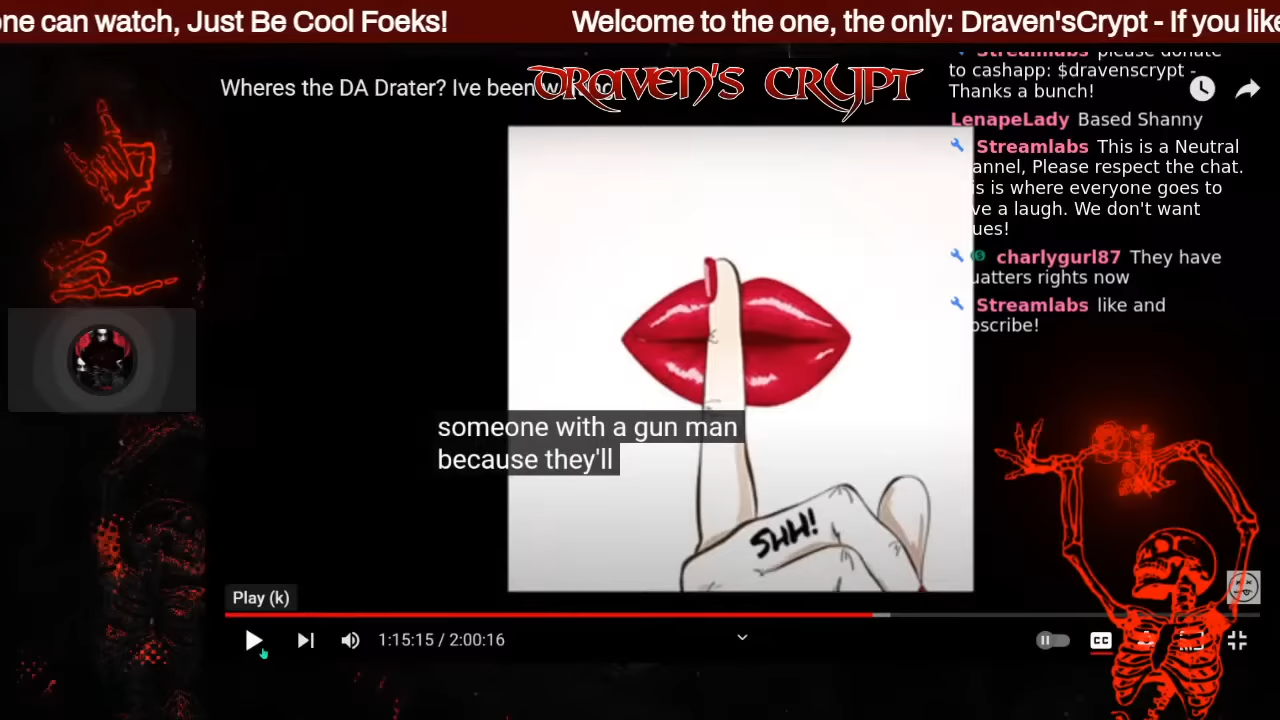 one can watch, Just Be Cool Foeks!
Welcome to the one, the only: Draven'sCrypt - If you like
Wheres the DA Drater? Ive been
DRAVEN'S CRYPT
Streamlabs please donate
to cashapp: $dravenscrypt -
Thanks a bunch!
LenapeLady Based Shanny
Streamlabs This is a Neutral
annel, Please respect the chat.
is is where everyone goes to
ve a laugh. We don't want
ues!
charlygurl87 They have
uatters rights now
Streamlabs like and
oscribe!
someone with a gun man
because they'll
SHH!
Play (k)
1:15:15 / 2:00:16
CC